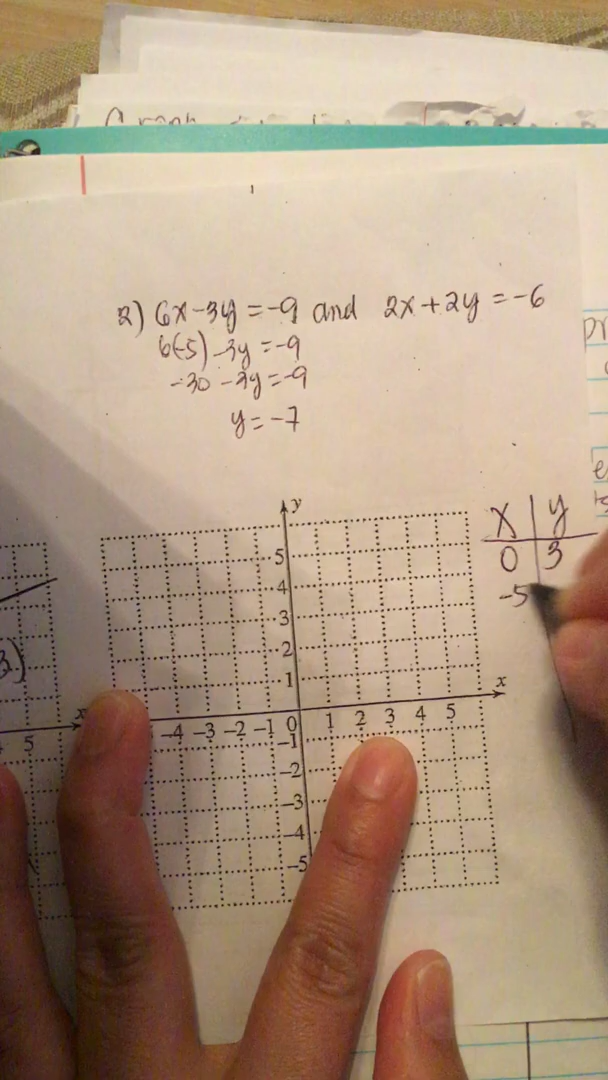 2) 6x-3y=-9 and 2x+2y=-6
6(-5)-3y=-9
-30-3y=-9
y=-7
x y
0 3
-5
y
5
4
3
2
1
x
-4 -3 -2 -1 0 1 2 3 4 5
-1
-2
-3
-4
-5
3)
x
5